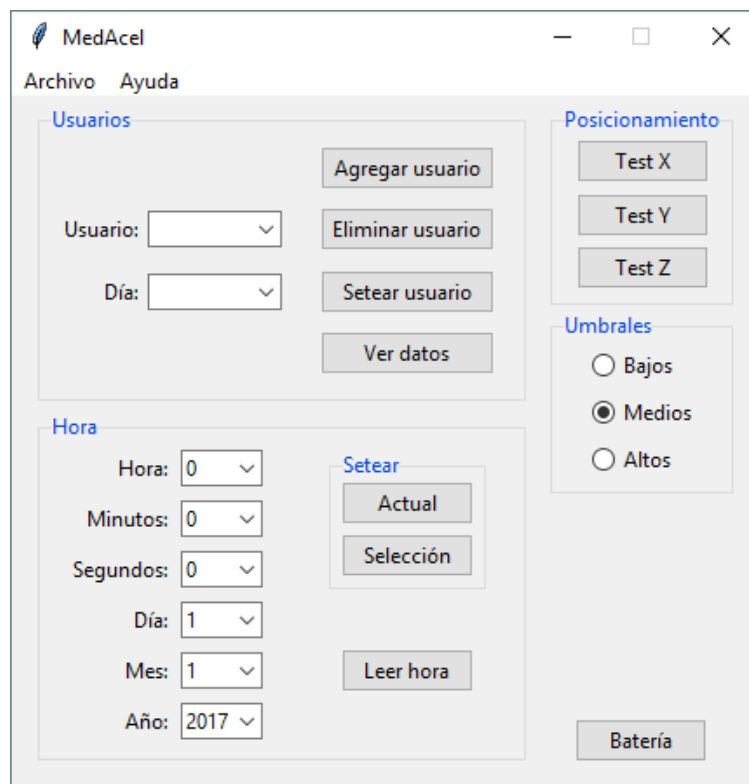 MedAcel
Archivo Ayuda
Usuarios
Agregar usuario
Usuario:
Eliminar usuario
Día:
Setear usuario
Ver datos
Posicionamiento
Test X
Test Y
Test Z
Umbrales
Bajos
Medios
Altos
Hora
Hora: 0
Minutos: 0
Segundos: 0
Día: 1
Mes: 1
Año: 2017
Setear
Actual
Selección
Leer hora
Batería